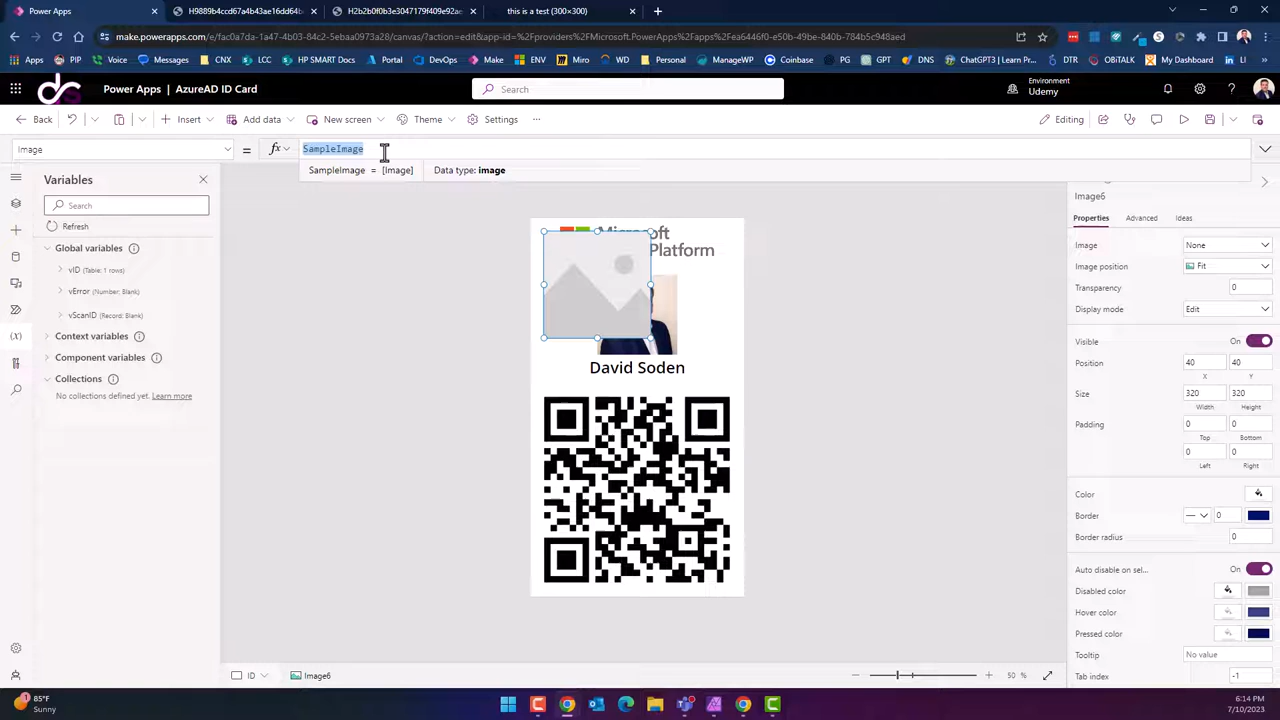 Power Apps
H9889b4ccd67a4b43ae16dd64b
H2b2b0f0b3e3047179f409e92ae
this is a test (300×300)
make.powerapps.com/e/fac0a7da-1a47-4b03-84c2-5ebaa0973a28/canvas/?action=edit&app-id=%2Fproviders%2FMicrosoft.PowerApps%2Fapps%2Fea6446f0-e50b-49be-840b-784b5c948aed
PIP
Voice
Messages
CNX
LCC
HP SMART Docs
Portal
DevOps
Make
ENV
Miro
WD
Personal
ManageWP
Collaboration
PG
GPT
DNS
ChatGPT3 | Learn Pr...
DTR
OBiTALK
My Dashboard
LI
Power Apps | AzureAD ID Card
Search
Environment
Udemy
Back
Insert
Add data
New screen
Theme
Settings
...
Editing
Image
=
fx
SampleImage
SampleImage = [Image]
Data type: image
Variables
Search
Refresh
Global variables
vID (Table: 1 rows)
vError (Number: Blank)
vScanID (Record: Blank)
Context variables
Component variables
Collections
No collections defined yet. Learn more
Platform
David Soden
Image6
Properties
Advanced
Ideas
Image
None
Image position
Fit
Transparency
0
Display mode
Edit
Visible
On
Position
40
40
X
Y
Size
320
320
Width
Height
Padding
0
0
Top
Bottom
0
0
Left
Right
Color
Border
0
Border radius
0
Auto disable on sel...
On
Disabled color
Hover color
Pressed color
Tooltip
No value
Tab index
-1
ID
Image6
50 %
85°F
Sunny
6:14 PM
7/10/2023